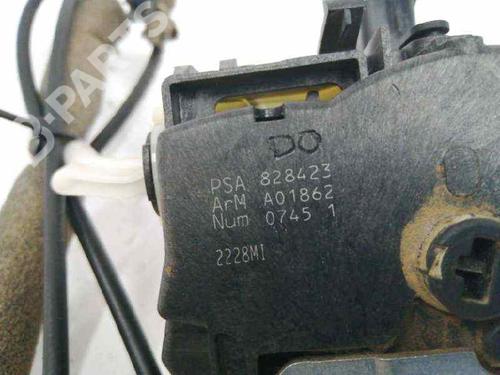 B-PARTS
DO
PSA 828423
ArM A01862
Num 0745 1
2228MI